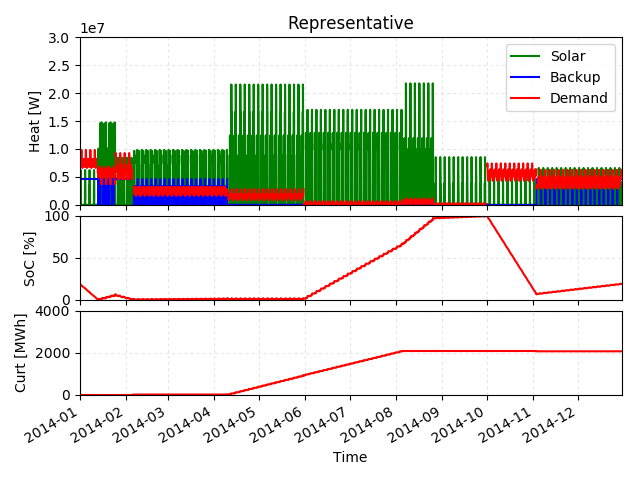 Representative
1e7
3.0
2.5
2.0
1.5
1.0
0.5
0.0
Heat [W]
Solar
Backup
Demand
100
50
0
SoC [%]
4000
2000
0
Curt [MWh]
2014-01
2014-02
2014-03
2014-04
2014-05
2014-06
2014-07
2014-08
2014-09
2014-10
2014-11
2014-12
Time